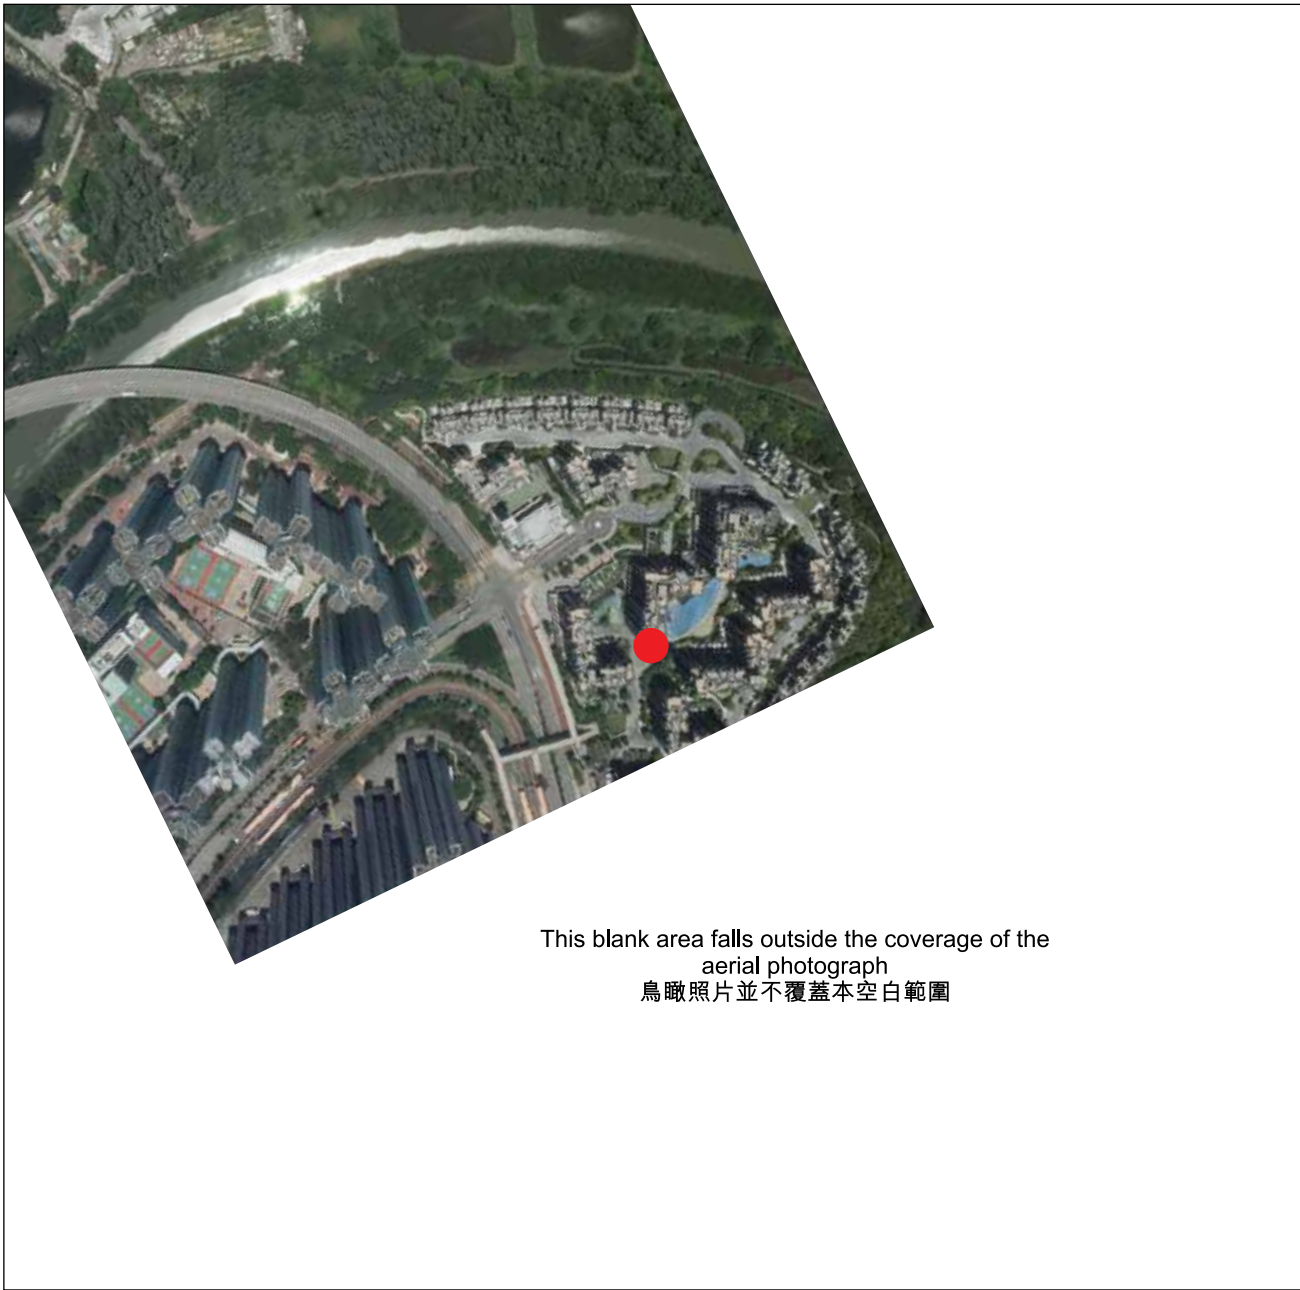 This blank area falls outside the coverage of the
aerial photograph
鳥瞰照片並不覆蓋本空白範圍